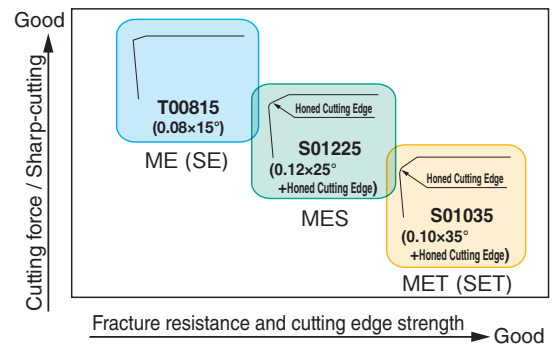 Good
Cutting force / Sharp-cutting
T00815
(0.08×15°)
ME (SE)
Honed Cutting Edge
S01225
(0.12×25°
+Honed Cutting Edge)
MES
Honed Cutting Edge
S01035
(0.10×35°
+Honed Cutting Edge)
MET (SET)
Fracture resistance and cutting edge strength
Good